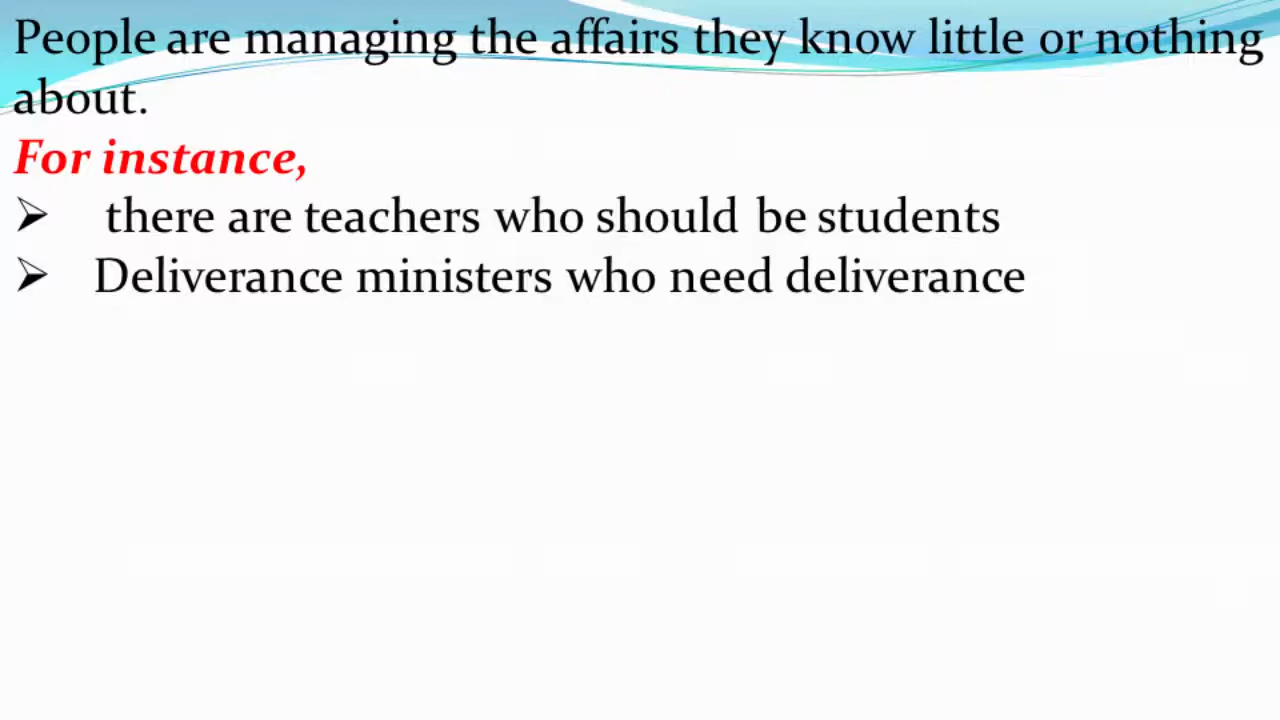 People are managing the affairs they know little or nothing
about.
For instance,
➢ there are teachers who should be students
➢ Deliverance ministers who need deliverance